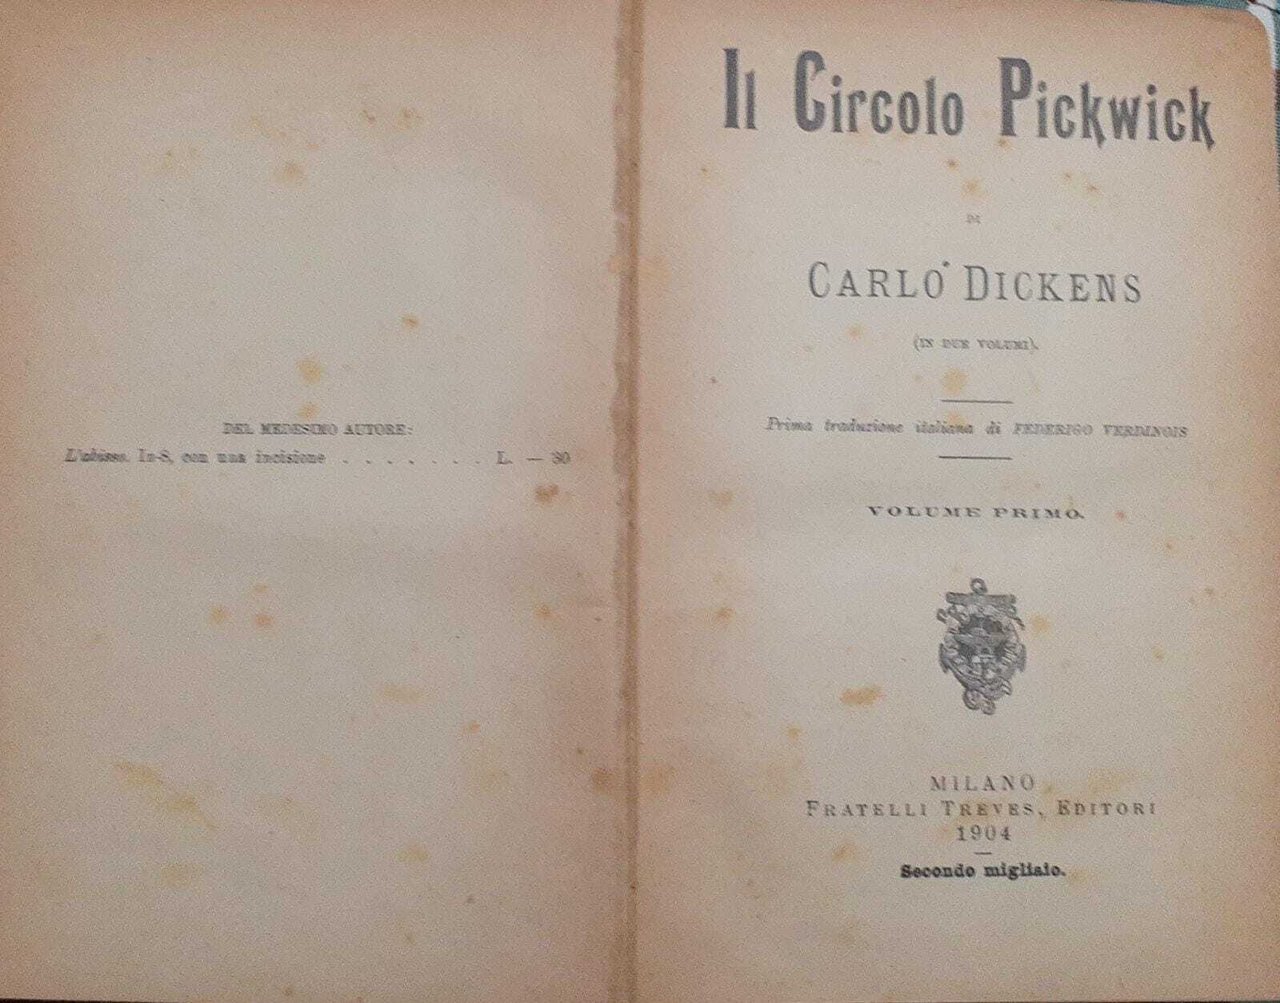 DEL MEDESIMO AUTORE:
L'abisso. In-8, con una incisione . . . . . . . L. — 80
Il Circolo Pickwick
DI
CARLO DICKENS
(IN DUE VOLUMI).
Prima traduzione italiana di FEDERIGO VERDINOIS
VOLUME PRIMO.
MILANO
FRATELLI TREVES, EDITORI
1904
Secondo migliaio.